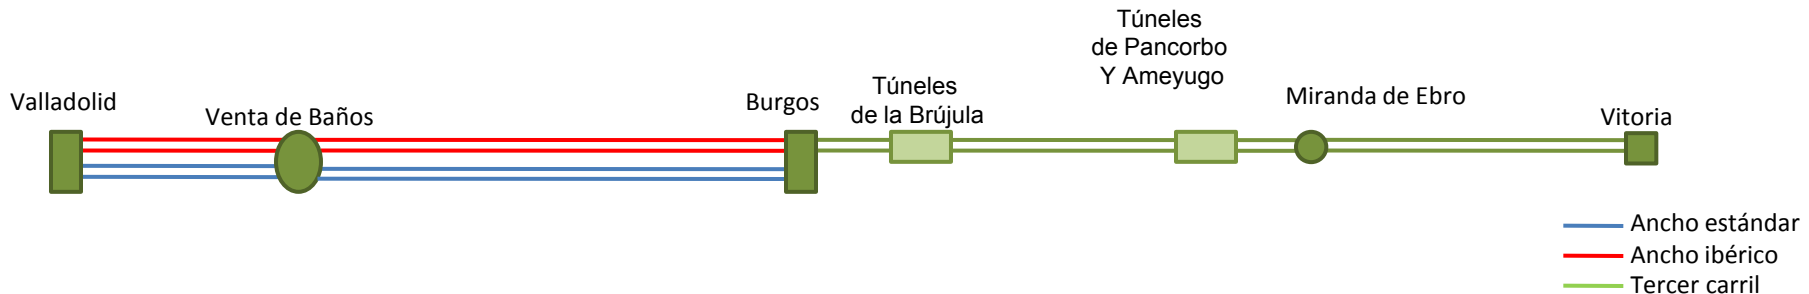 Valladolid
Venta de Baños
Burgos
Túneles
de la Brújula
Túneles
de Pancorbo
Y Ameyugo
Miranda de Ebro
Vitoria
Ancho estándar
Ancho ibérico
Tercer carril